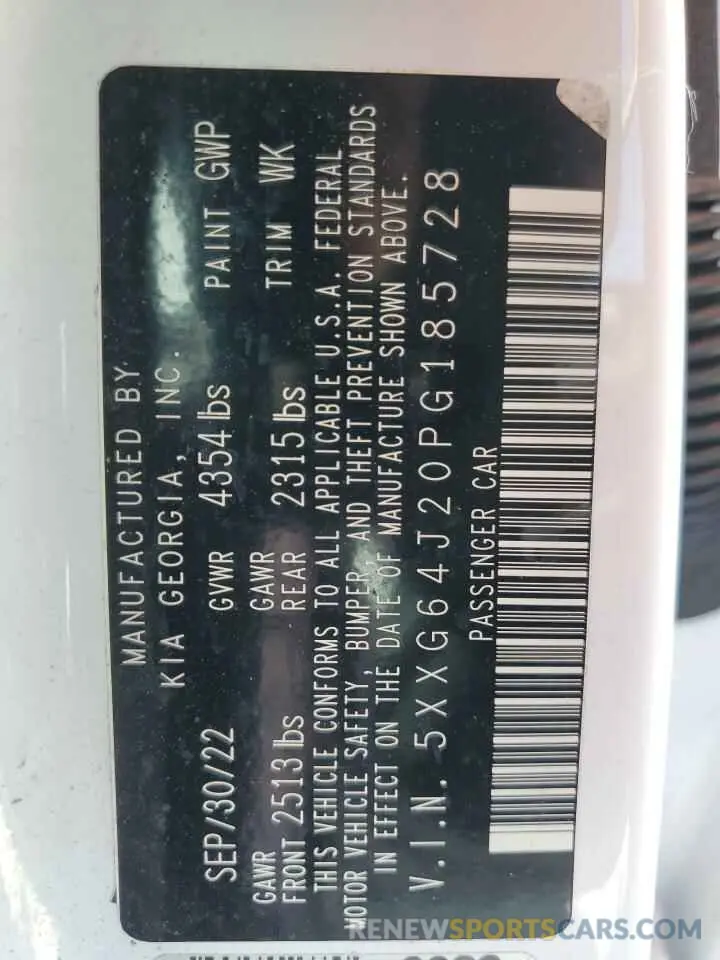 MANUFACTURED BY
KIA GEORGIA, INC.
SEP/30/22 GVWR 4354 lbs PAINT GWP
GAWR FRONT 2513 lbs GAWR REAR 2315 lbs TRIM WK
THIS VEHICLE CONFORMS TO ALL APPLICABLE U.S.A. FEDERAL
MOTOR VEHICLE SAFETY, BUMPER, AND THEFT PREVENTION STANDARDS
IN EFFECT ON THE DATE OF MANUFACTURE SHOWN ABOVE.
V.I.N. 5XXG64J20PG185728
PASSENGER CAR
RENEWSPORTSCARS.COM